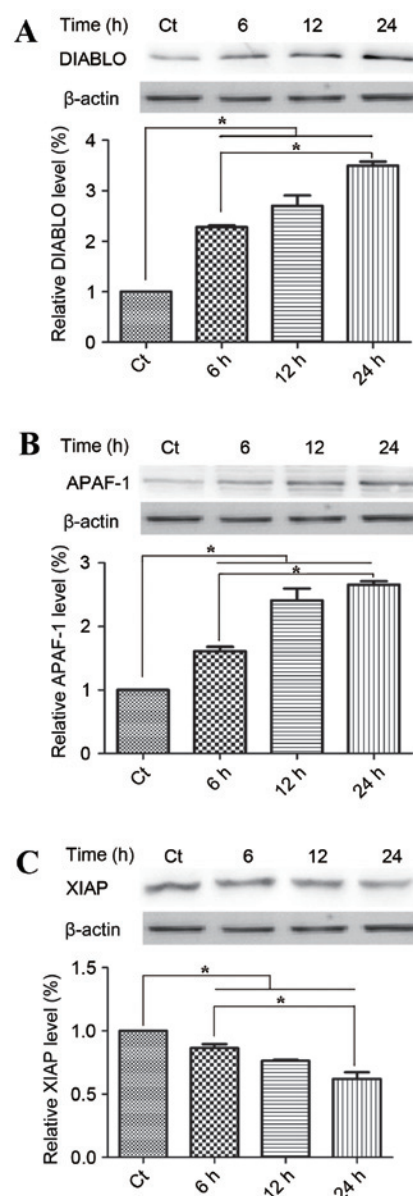 A
Time (h) Ct 6 12 24
DIABLO
β-actin
* 
*
Relative DIABLO level (%)
4
3
2
1
0
Ct 6 h 12 h 24 h
B
Time (h) Ct 6 12 24
APAF-1
β-actin
*
*
Relative APAF-1 level (%)
3
2
1
0
Ct 6 h 12 h 24 h
C
Time (h) Ct 6 12 24
XIAP
β-actin
*
*
Relative XIAP level (%)
1.5
1.0
0.5
0.0
Ct 6 h 12 h 24 h